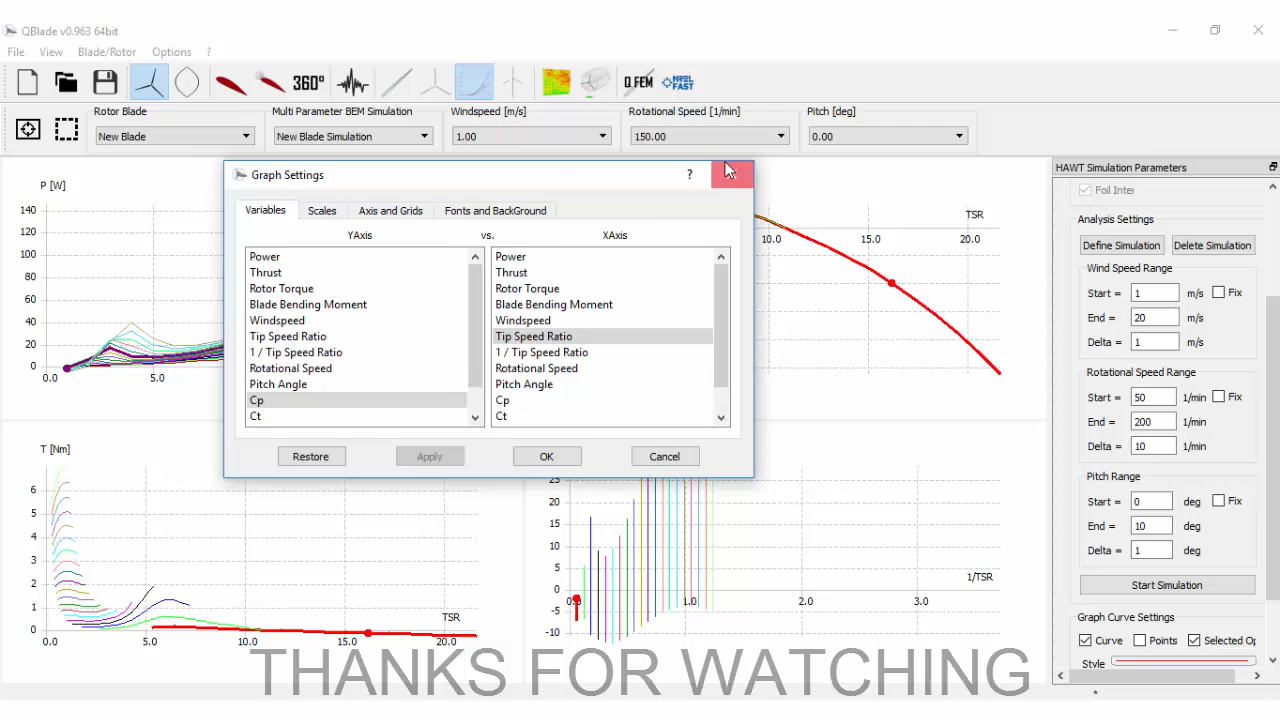 QBlade v0.963 64bit
File View Blade/Rotor Options ?
360°
Q FEM
NREL
FAST
Rotor Blade
New Blade
Multi Parameter BEM Simulation
New Blade Simulation
Windspeed [m/s]
1.00
Rotational Speed [1/min]
150.00
Pitch [deg]
0.00
P [W]
140
120
100
80
60
40
20
0
0.0 5.0
Graph Settings
?
Variables Scales Axis and Grids Fonts and BackGround
YAxis vs. XAxis
Power
Thrust
Rotor Torque
Blade Bending Moment
Windspeed
Tip Speed Ratio
1 / Tip Speed Ratio
Rotational Speed
Pitch Angle
Cp
Ct
Power
Thrust
Rotor Torque
Blade Bending Moment
Windspeed
Tip Speed Ratio
1 / Tip Speed Ratio
Rotational Speed
Pitch Angle
Cp
Ct
Restore Apply OK Cancel
TSR
10.0 15.0 20.0
T [Nm]
6
5
4
3
2
1
0
TSR
0.0 5.0 10.0 15.0 20.0
25
20
15
10
5
0
-5
-10
1/TSR
1.0 2.0 3.0
HAWT Simulation Parameters
Foil Inter
Analysis Settings
Define Simulation Delete Simulation
Wind Speed Range
Start = 1 m/s Fix
End = 20 m/s
Delta = 1 m/s
Rotational Speed Range
Start = 50 1/min Fix
End = 200 1/min
Delta = 10 1/min
Pitch Range
Start = 0 deg Fix
End = 10 deg
Delta = 1 deg
Start Simulation
Graph Curve Settings
Curve Points Selected Op
Style
*
THANKS FOR WATCHING